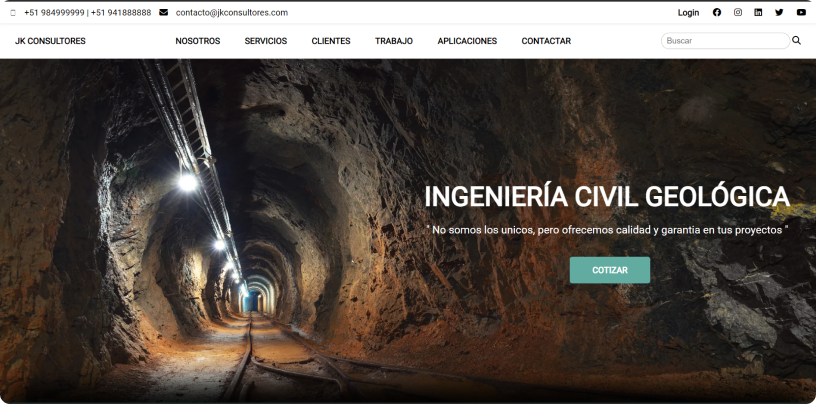 +51 984999999 | +51 941888888 contacto@jkconsultores.com Login
JK CONSULTORES NOSOTROS SERVICIOS CLIENTES TRABAJO APLICACIONES CONTACTAR Buscar
INGENIERÍA CIVIL GEOLÓGICA
" No somos los unicos, pero ofrecemos calidad y garantia en tus proyectos "
COTIZAR